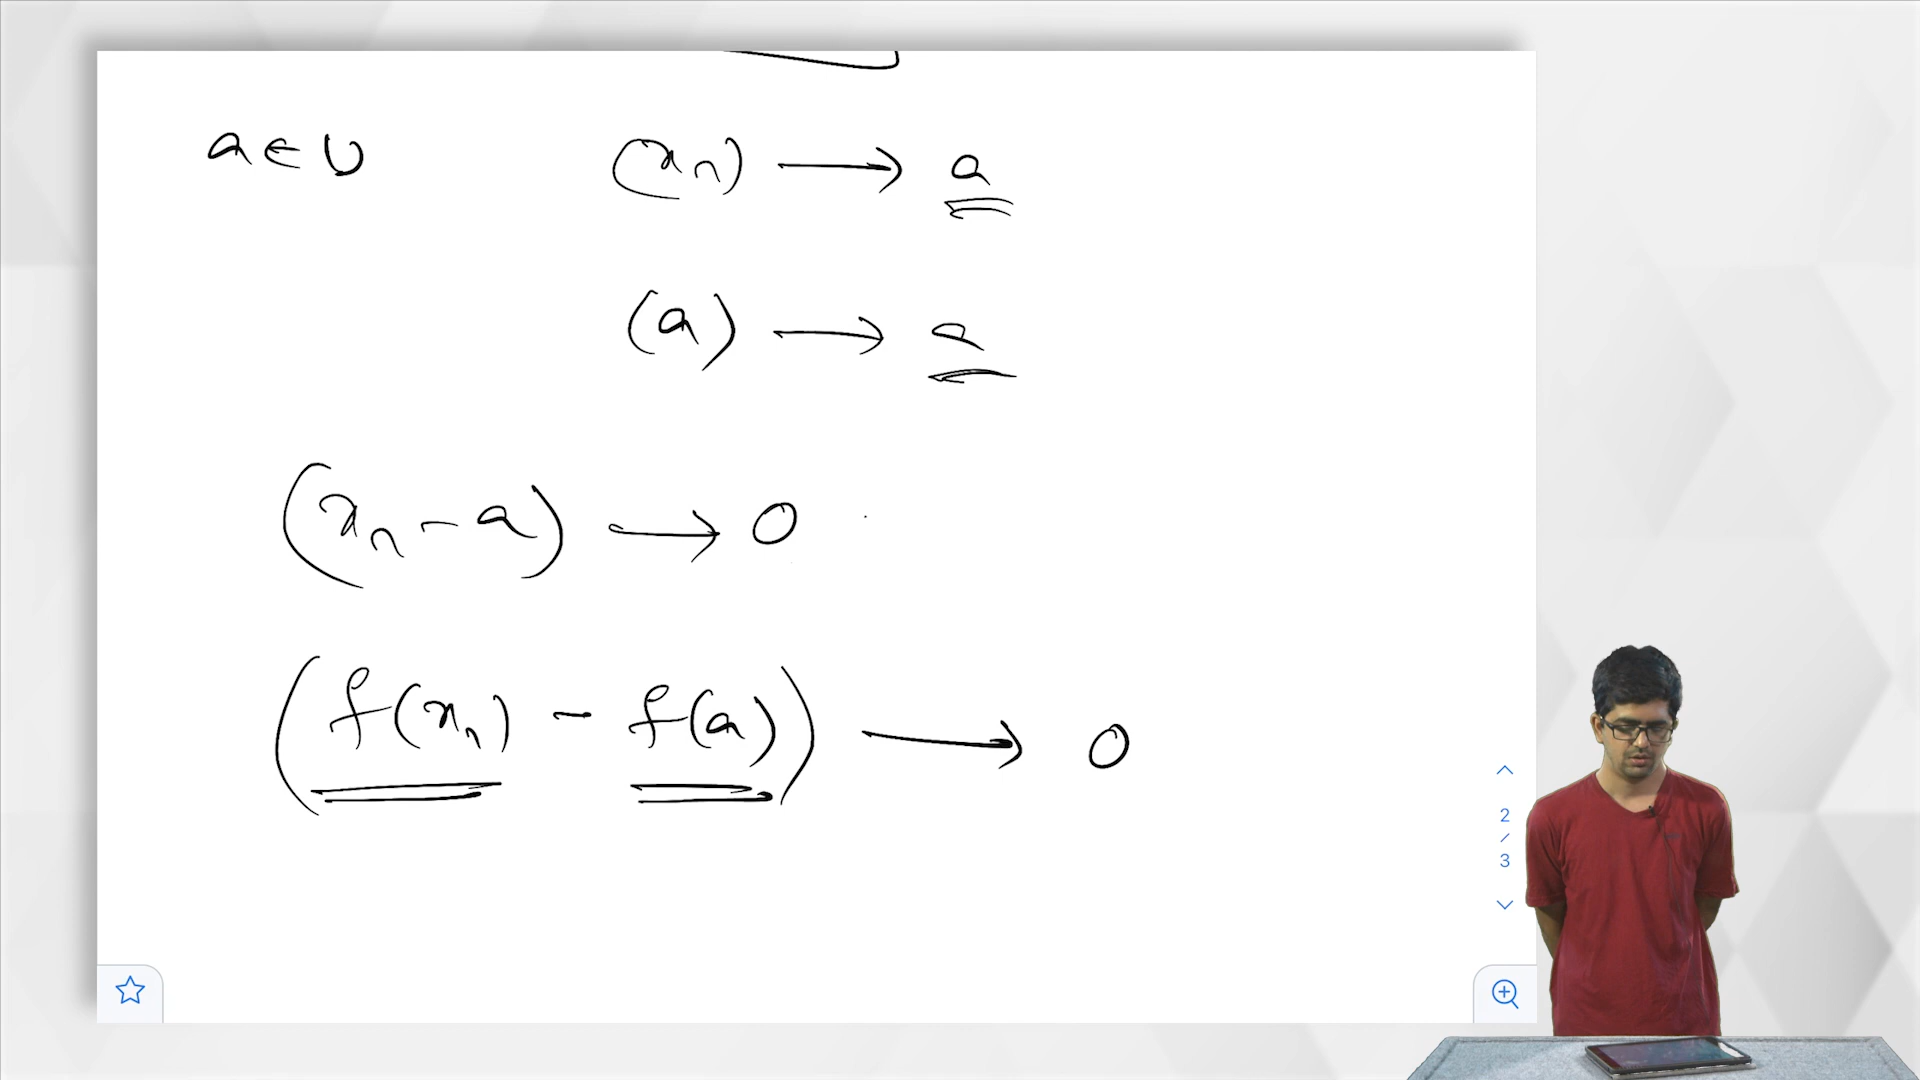 a ∈ U (xₙ) ⟶ a
(a) ⟶ a
(xₙ - a) ⟶ 0
(f(xₙ) - f(a)) ⟶ 0
2
/
3